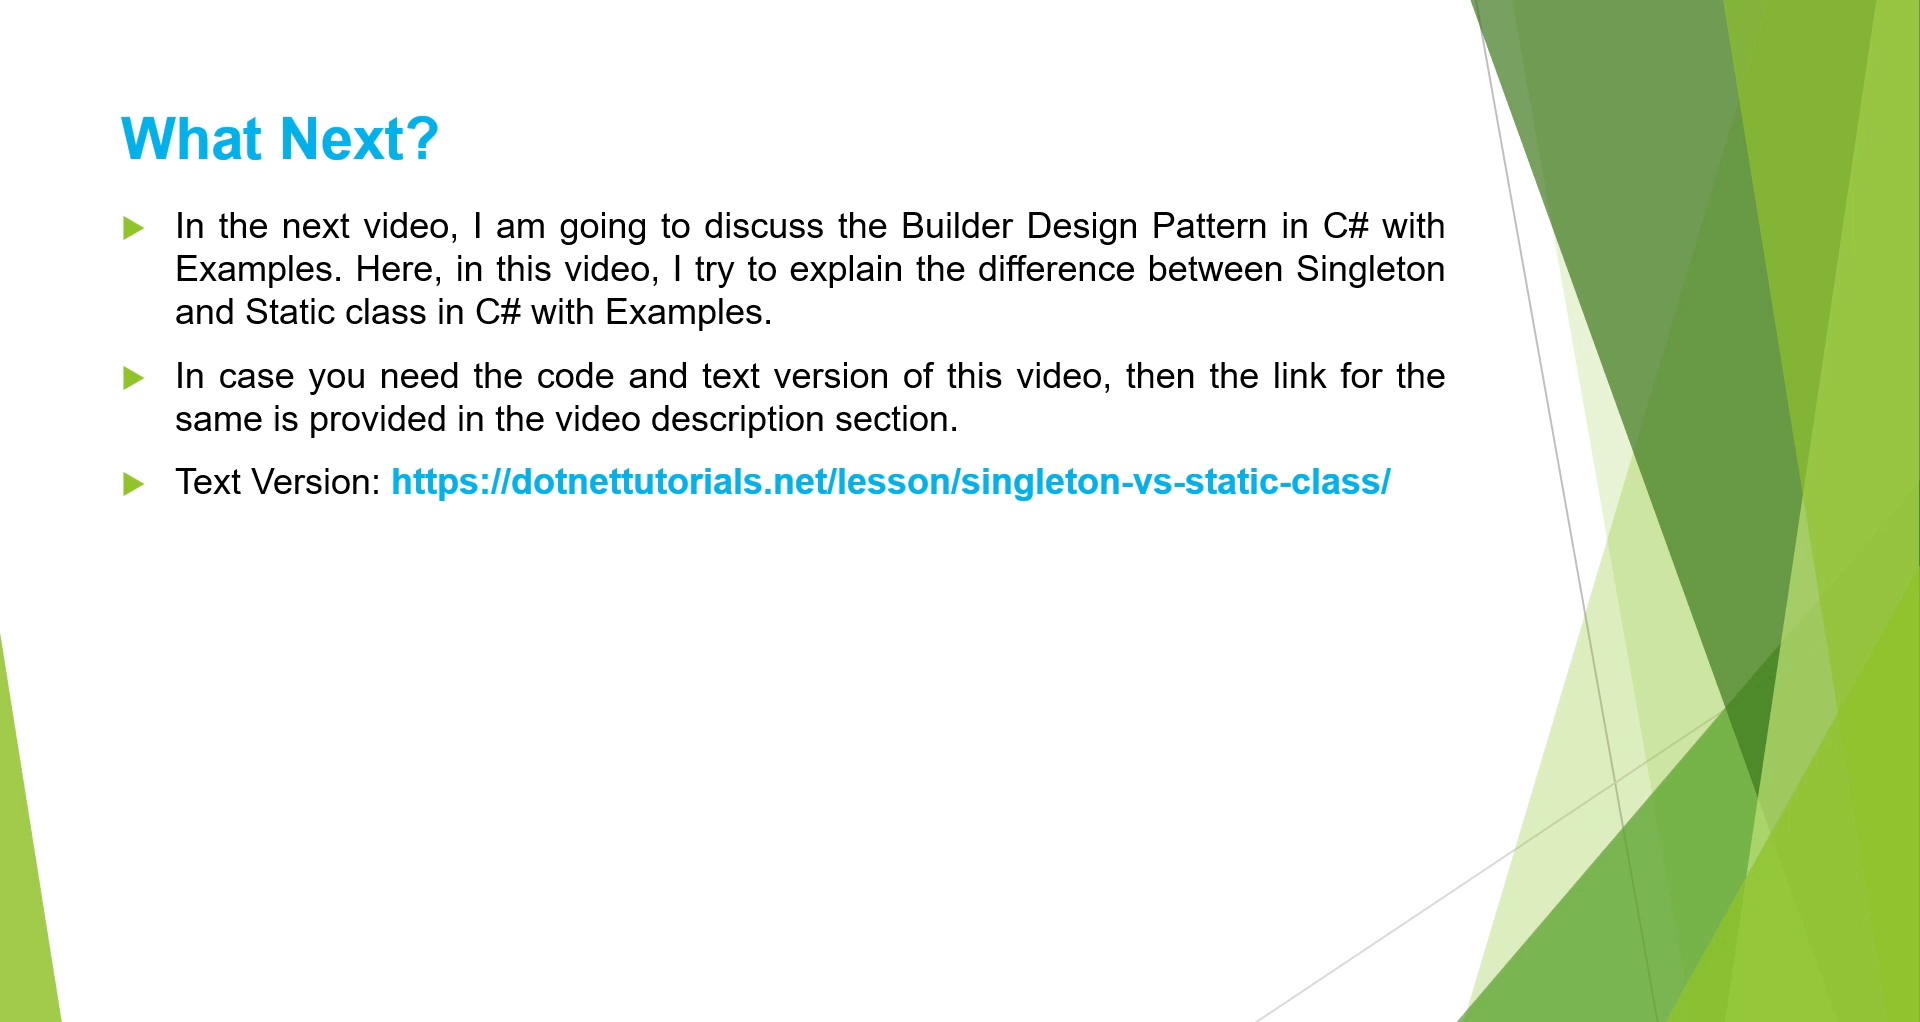 What Next?
In the next video, I am going to discuss the Builder Design Pattern in C# with
Examples. Here, in this video, I try to explain the difference between Singleton
and Static class in C# with Examples.
In case you need the code and text version of this video, then the link for the
same is provided in the video description section.
Text Version: https://dotnettutorials.net/lesson/singleton-vs-static-class/